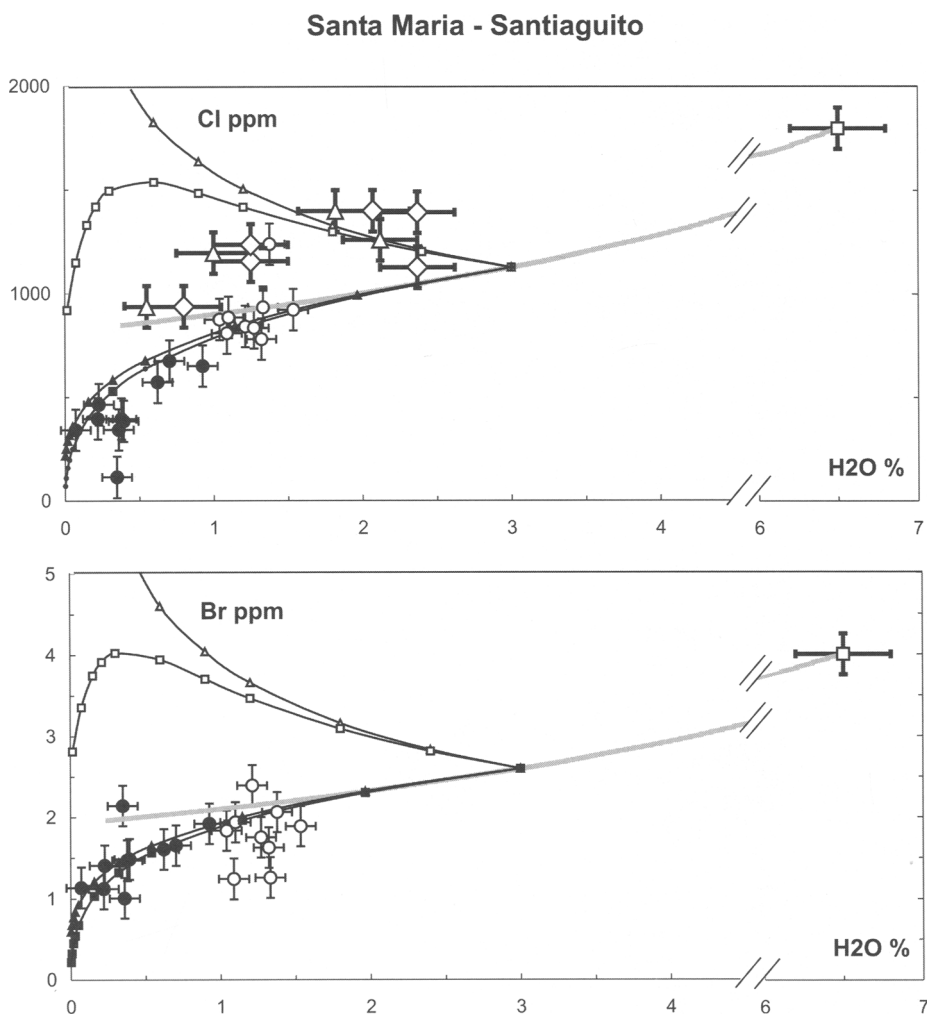 Santa Maria - Santiaguito
2000
Cl ppm
1000
H2O %
0
0 1 2 3 4 6 7
5
Br ppm
4
3
2
1
H2O %
0
0 1 2 3 4 6 7